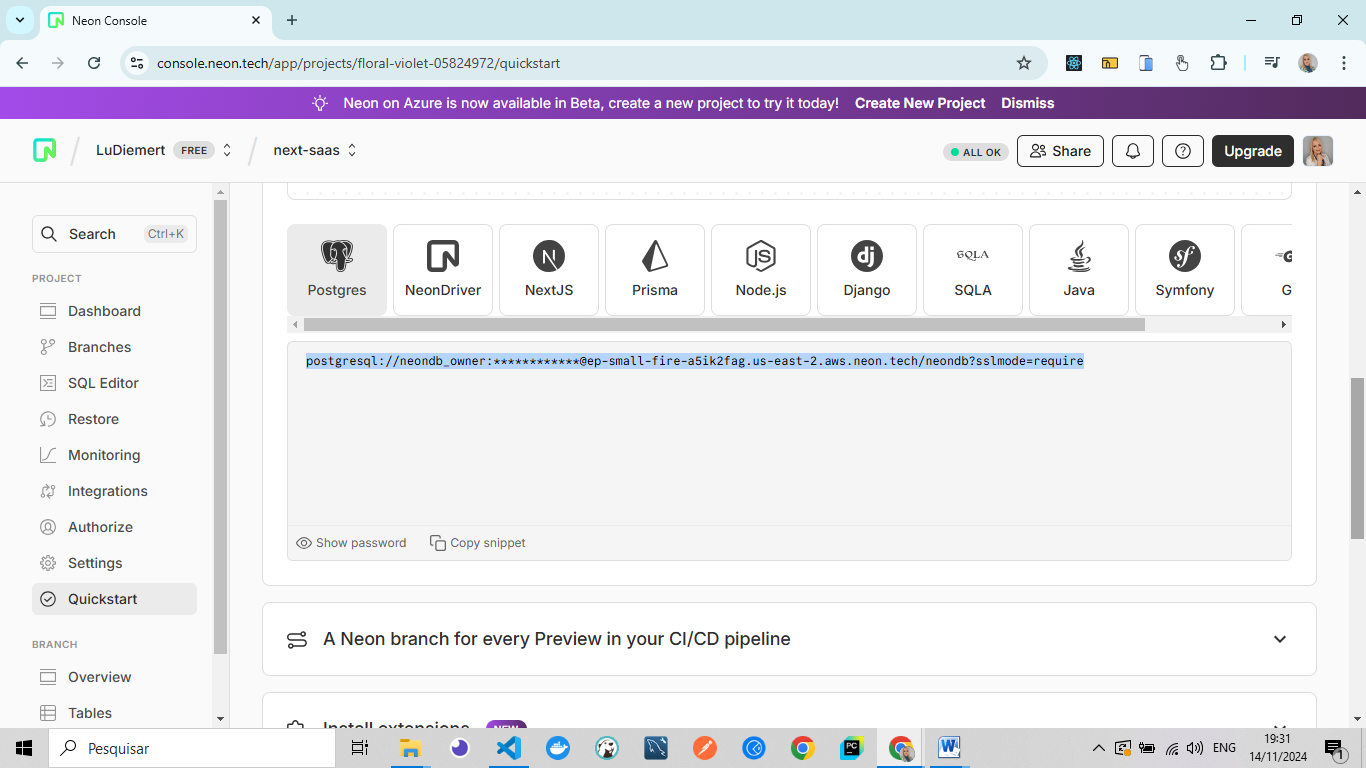 Neon Console
console.neon.tech/app/projects/floral-violet-05824972/quickstart
Neon on Azure is now available in Beta, create a new project to try it today! Create New Project Dismiss
LuDiemert FREE next-saas ALL OK Share Upgrade
Search Ctrl+K
PROJECT
Dashboard
Branches
SQL Editor
Restore
Monitoring
Integrations
Authorize
Settings
Quickstart
BRANCH
Overview
Tables
Postgres NeonDriver NextJS Prisma Node.js Django SQLA Java Symfony G
postgresql://neondb_owner:************@ep-small-fire-a5ik2fag.us-east-2.aws.neon.tech/neondb?sslmode=require
Show password Copy snippet
A Neon branch for every Preview in your CI/CD pipeline
Install extensions NEW
Pesquisar
ENG
19:31
14/11/2024
1